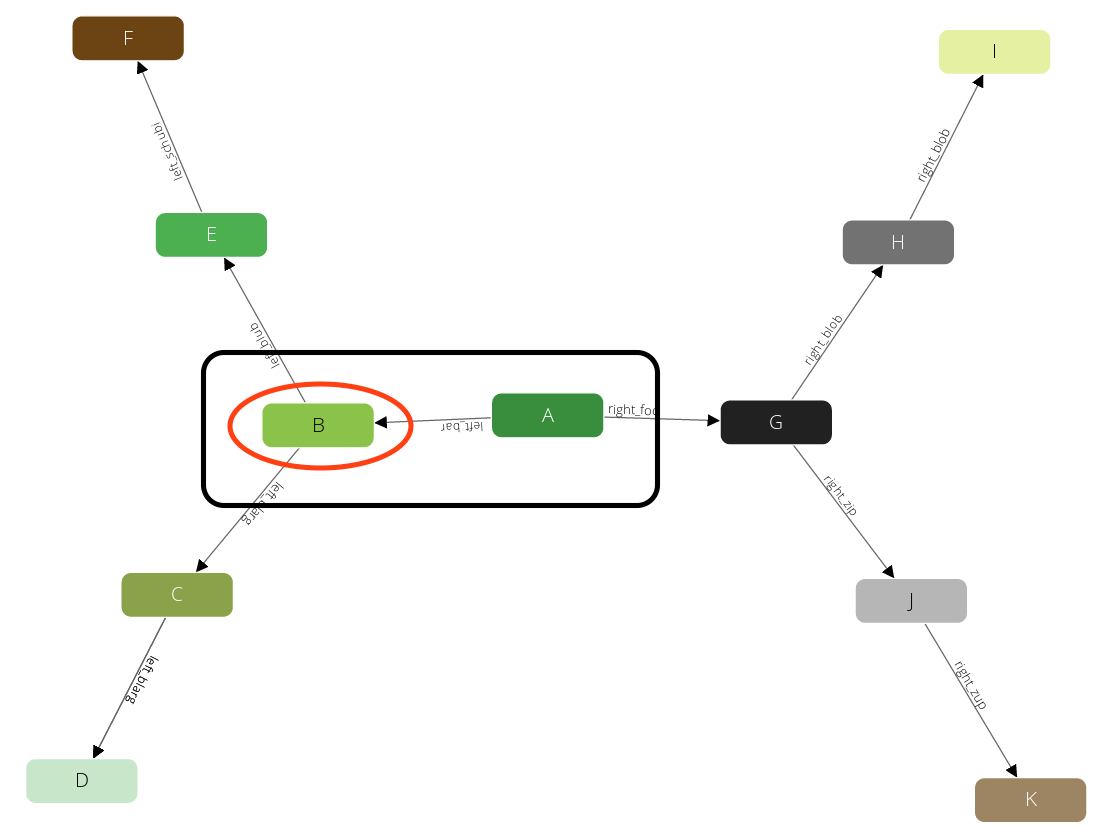 F
I
left_schubi
right_blob
E
H
left_blub
right_blob
B
A
right_foo
G
left_bar
left_blarg
right_zip
C
J
left_blarg
right_zup
D
K